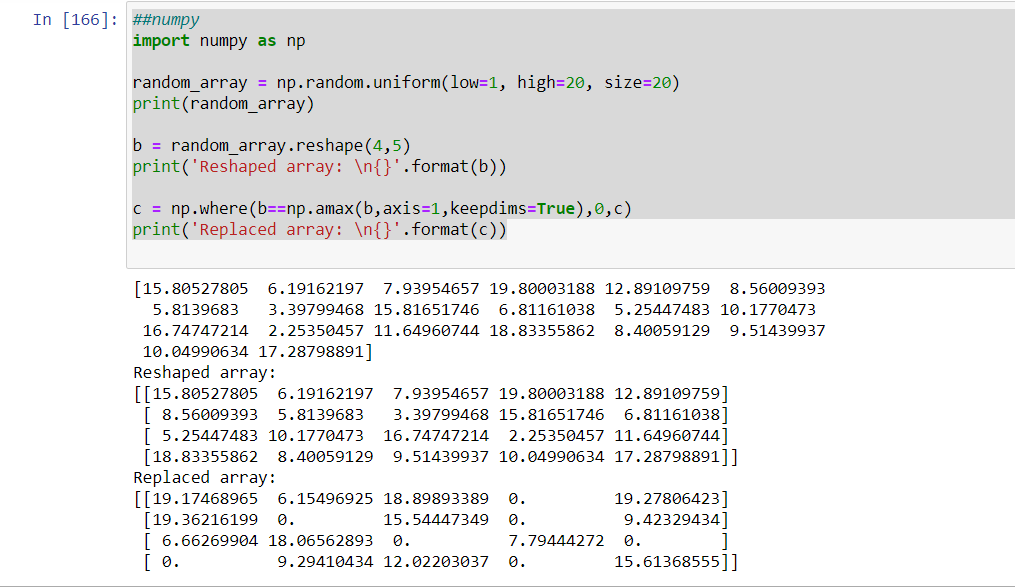 In [166]: ##numpy
import numpy as np
random_array = np.random.uniform(low=1, high=20, size=20)
print(random_array)
b = random_array.reshape(4,5)
print('Reshaped array: \n{}'.format(b))
c = np.where(b==np.amax(b,axis=1,keepdims=True),0,c)
print('Replaced array: \n{}'.format(c))
[15.80527805  6.19162197  7.93954657 19.80003188 12.89109759  8.56009393
  5.8139683   3.39799468 15.81651746  6.81161038  5.25447483 10.1770473
 16.74747214  2.25350457 11.64960744 18.83355862  8.40059129  9.51439937
 10.04990634 17.28798891]
Reshaped array:
[[15.80527805  6.19162197  7.93954657 19.80003188 12.89109759]
 [ 8.56009393  5.8139683   3.39799468 15.81651746  6.81161038]
 [ 5.25447483 10.1770473  16.74747214  2.25350457 11.64960744]
 [18.83355862  8.40059129  9.51439937 10.04990634 17.28798891]]
Replaced array:
[[19.17468965  6.15496925 18.89893389  0.         19.27806423]
 [19.36216199  0.         15.54447349  0.          9.42329434]
 [ 6.66269904 18.06562893  0.          7.79444272  0.        ]
 [ 0.          9.29410434 12.02203037  0.         15.61368555]]